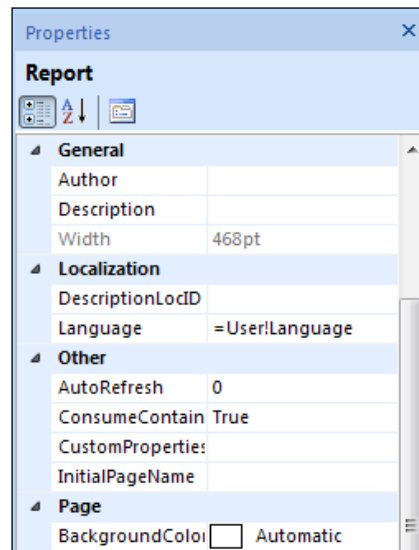 Properties
Report
General
Author
Description
Width 468pt
Localization
DescriptionLocID
Language =User!Language
Other
AutoRefresh 0
ConsumeContain True
CustomProperties
InitialPageName
Page
BackgroundColor Automatic